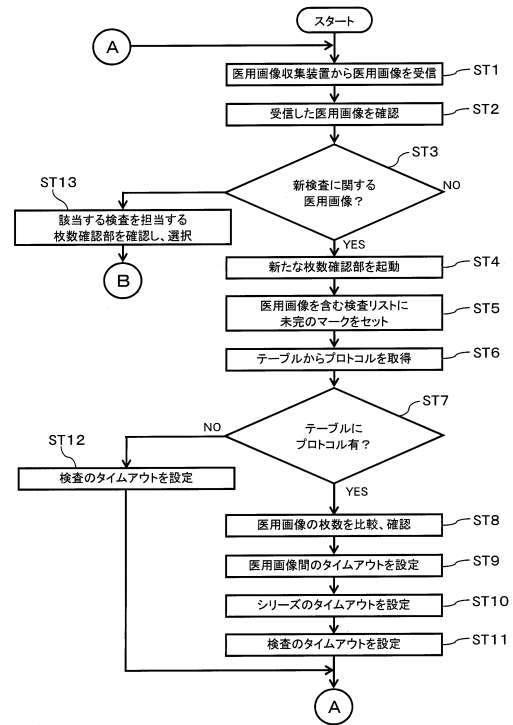 スタート
A
医用画像収集装置から医用画像を受信
ST1
受信した医用画像を確認
ST2
ST3
新検査に関する
医用画像？
NO
ST13
該当する検査を担当する
枚数確認部を確認し、選択
B
YES
新たな枚数確認部を起動
ST4
医用画像を含む検査リストに
未完のマークをセット
ST5
テーブルからプロトコルを取得
ST6
ST7
テーブルに
プロトコル有？
NO
ST12
検査のタイムアウトを設定
YES
医用画像の枚数を比較、確認
ST8
医用画像間のタイムアウトを設定
ST9
シリーズのタイムアウトを設定
ST10
検査のタイムアウトを設定
ST11
A